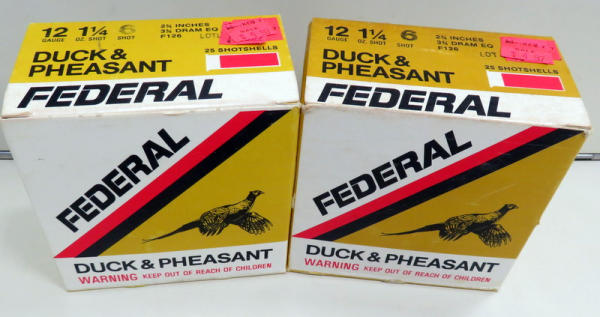 12 1¼ 6 2¾ INCHES
GAUGE OZ. SHOT SHOT 3¾ DRAM EQ
F126 LOT
DUCK &
PHEASANT
25 SHOTSHELLS
FEDERAL
FEDERAL
DUCK & PHEASANT
WARNING KEEP OUT OF REACH OF CHILDREN
12 1¼ 6 2¾ INCHES
GAUGE OZ. SHOT SHOT 3¾ DRAM EQ
F126 LOT
DUCK &
PHEASANT
25 SHOTSHELLS
FEDERAL
FEDERAL
DUCK & PHEASANT
WARNING KEEP OUT OF REACH OF CHILDREN